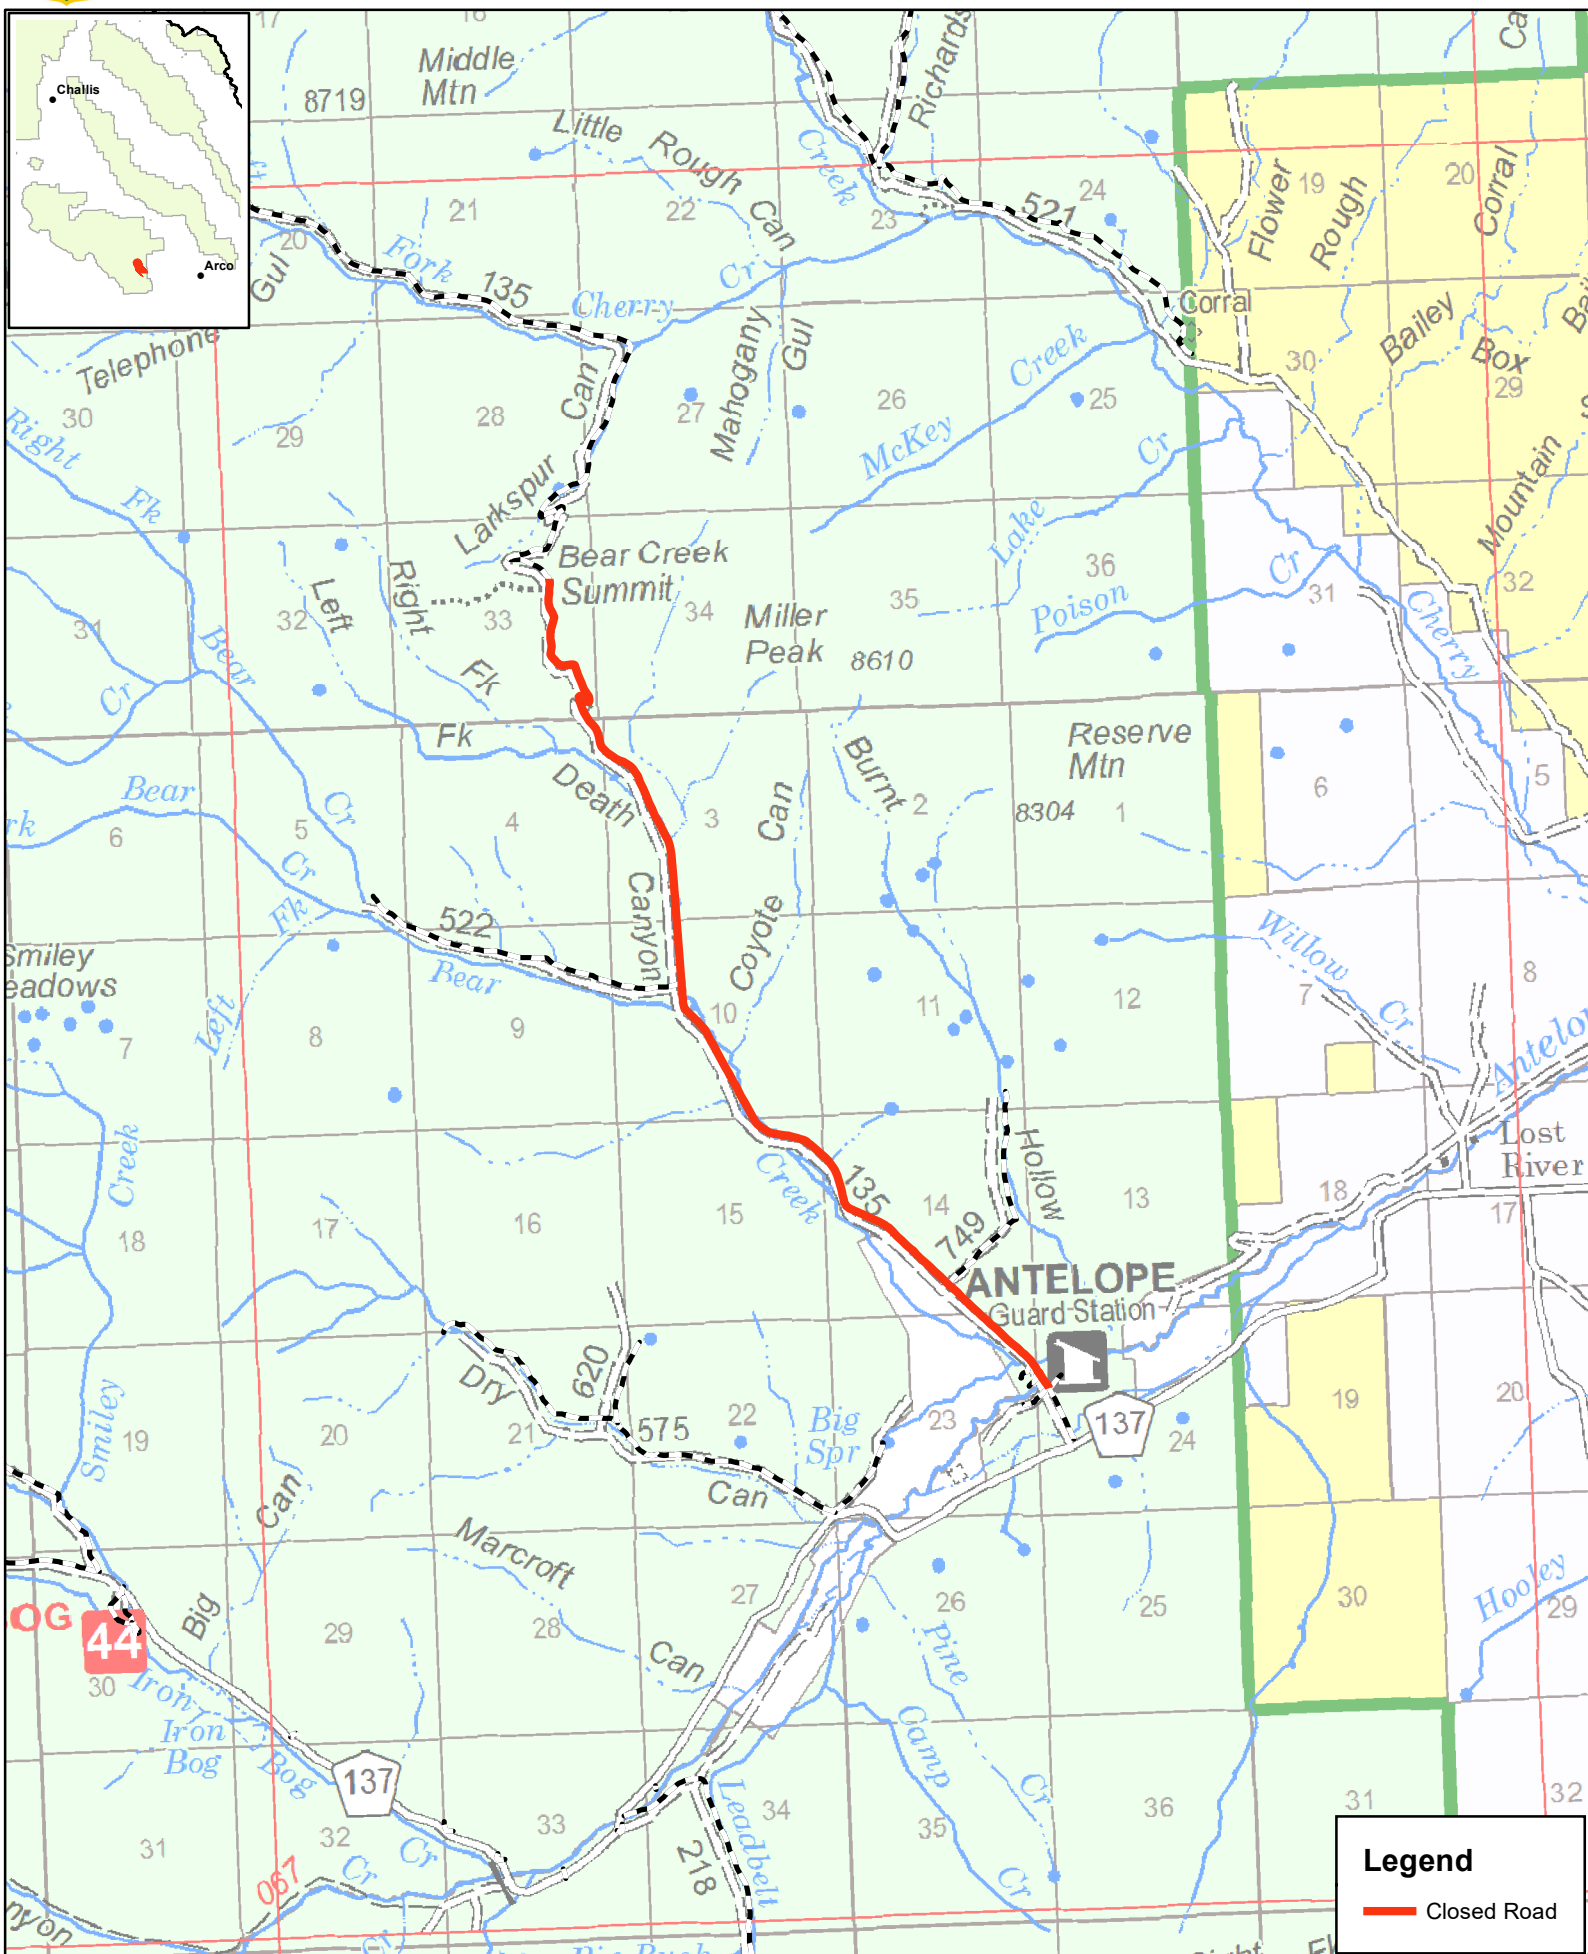 17
16
Middle
Mtn
8719
Challis
Arco
Little Rough Can
Creek
Richards
Ca
19
20
Flower
Rough
Corral
24
521
23
22
21
20
Gul
Fork
135
Cherry
Cr
Corral
Bailey
Box
Bai
30
29
Telephone
Can
Mahogany
Gul
Creek
McKey
26
25
27
28
29
30
Right
Fk
Larkspur
Cr
Lake
Mountain
Bear Creek
Summit
36
Cr
31
32
Left
Right
32
33
34
35
Miller
Peak
8610
Poison
Cherry
31
Bear
Cr
Fk
Fk
Reserve
Mtn
Burnt
Bear
Cr
Death
Can
6
5
4
3
2
8304
1
6
5
rk
Cr
Fk
522
Canyon
Coyote
Willow
Smiley
eadows
Bear
Left
7
8
9
10
11
12
7
8
Cr
Antelo
Creek
Hollow
Lost
River
Creek
135
14
13
18
17
749
15
16
17
18
ANTELOPE
Guard Station
Dry
620
575
Smiley
19
20
21
22
Big
Spr
23
137
24
19
20
Can
Can
Marcroft
Hooley
OG
44
Big
30
29
28
27
26
25
30
29
Can
Pine
Iron
Iron
Bog
Bog
Camp
137
Cr
Leadbelt
34
35
36
31
32
31
32
33
Cr
Cr
067
218
Cr
nyon
Cr
Legend
Closed Road